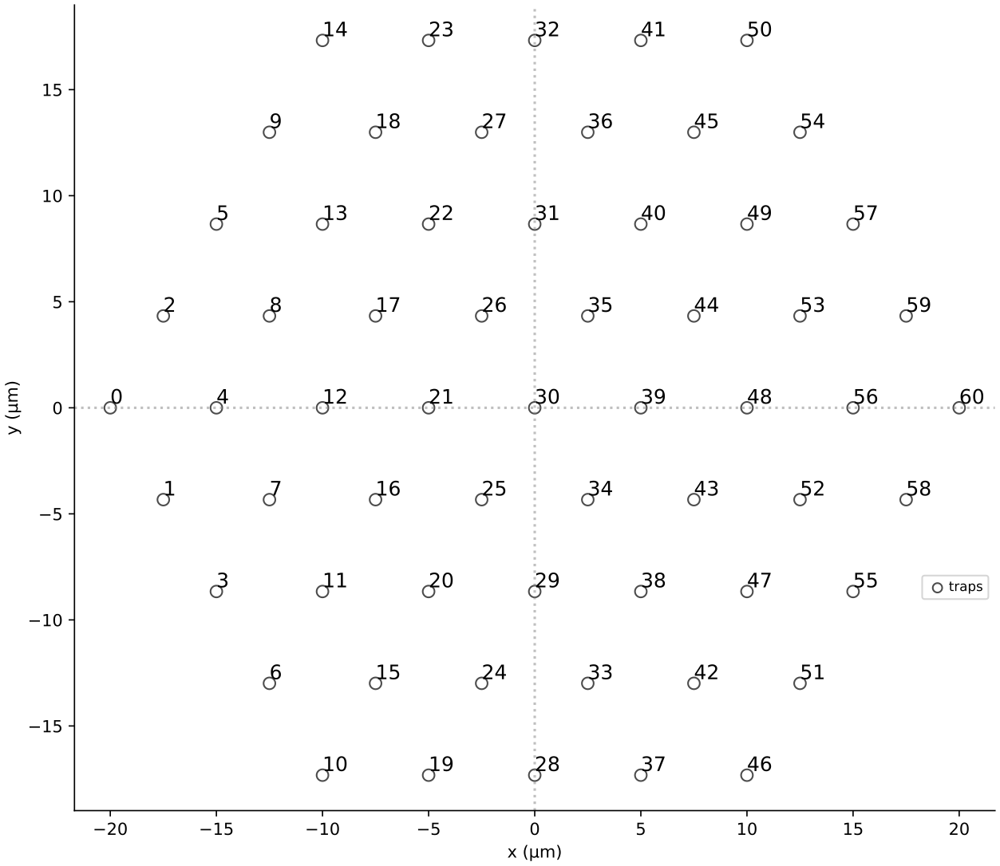 14 23 32 41 50
15
9 18 27 36 45 54
10
5 13 22 31 40 49 57
5
2 8 17 26 35 44 53 59
y (μm)
0
0 4 12 21 30 39 48 56 60
1 7 16 25 34 43 52 58
−5
3 11 20 29 38 47 55
traps
−10
6 15 24 33 42 51
−15
10 19 28 37 46
−20 −15 −10 −5 0 5 10 15 20
x (μm)